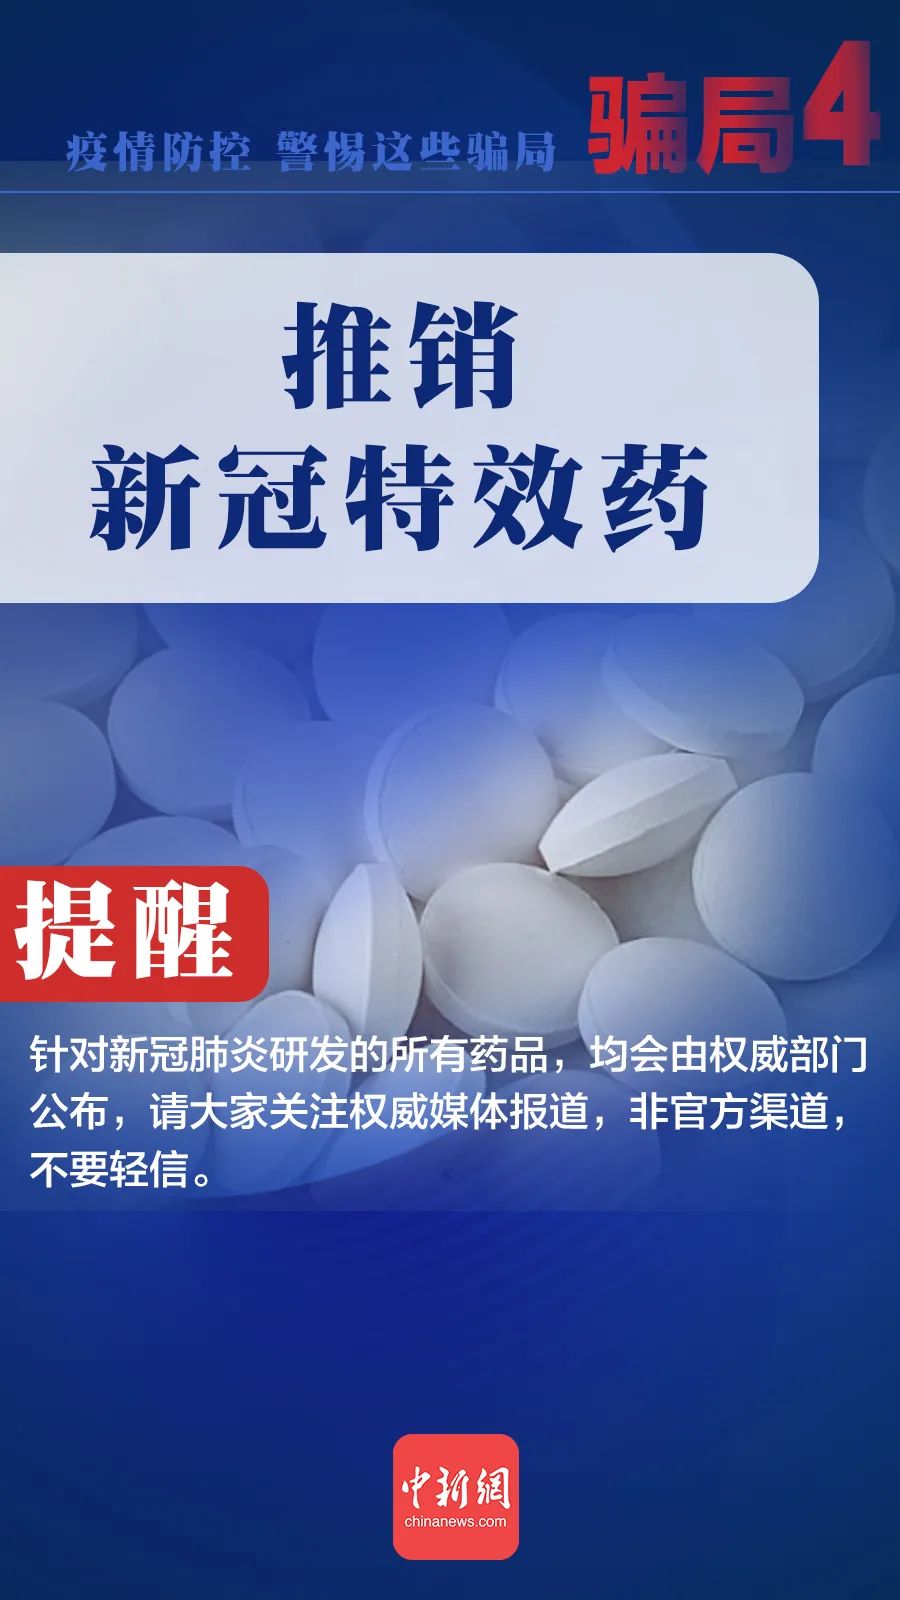 疫情防控 警惕这些骗局 骗局4
推销
新冠特效药
提醒
针对新冠肺炎研发的所有药品，均会由权威部门
公布，请大家关注权威媒体报道，非官方渠道，
不要轻信。
中新網
chinanews.com